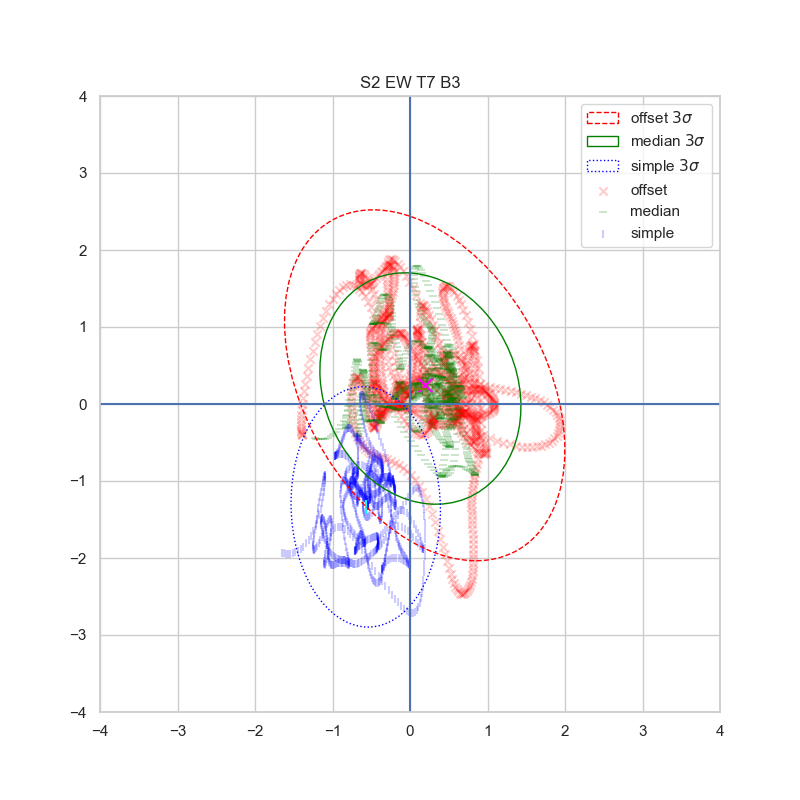 S2 EW T7 B3
offset 3σ
median 3σ
simple 3σ
offset
median
simple
4
3
2
1
0
−1
−2
−3
−4
−4 −3 −2 −1 0 1 2 3 4